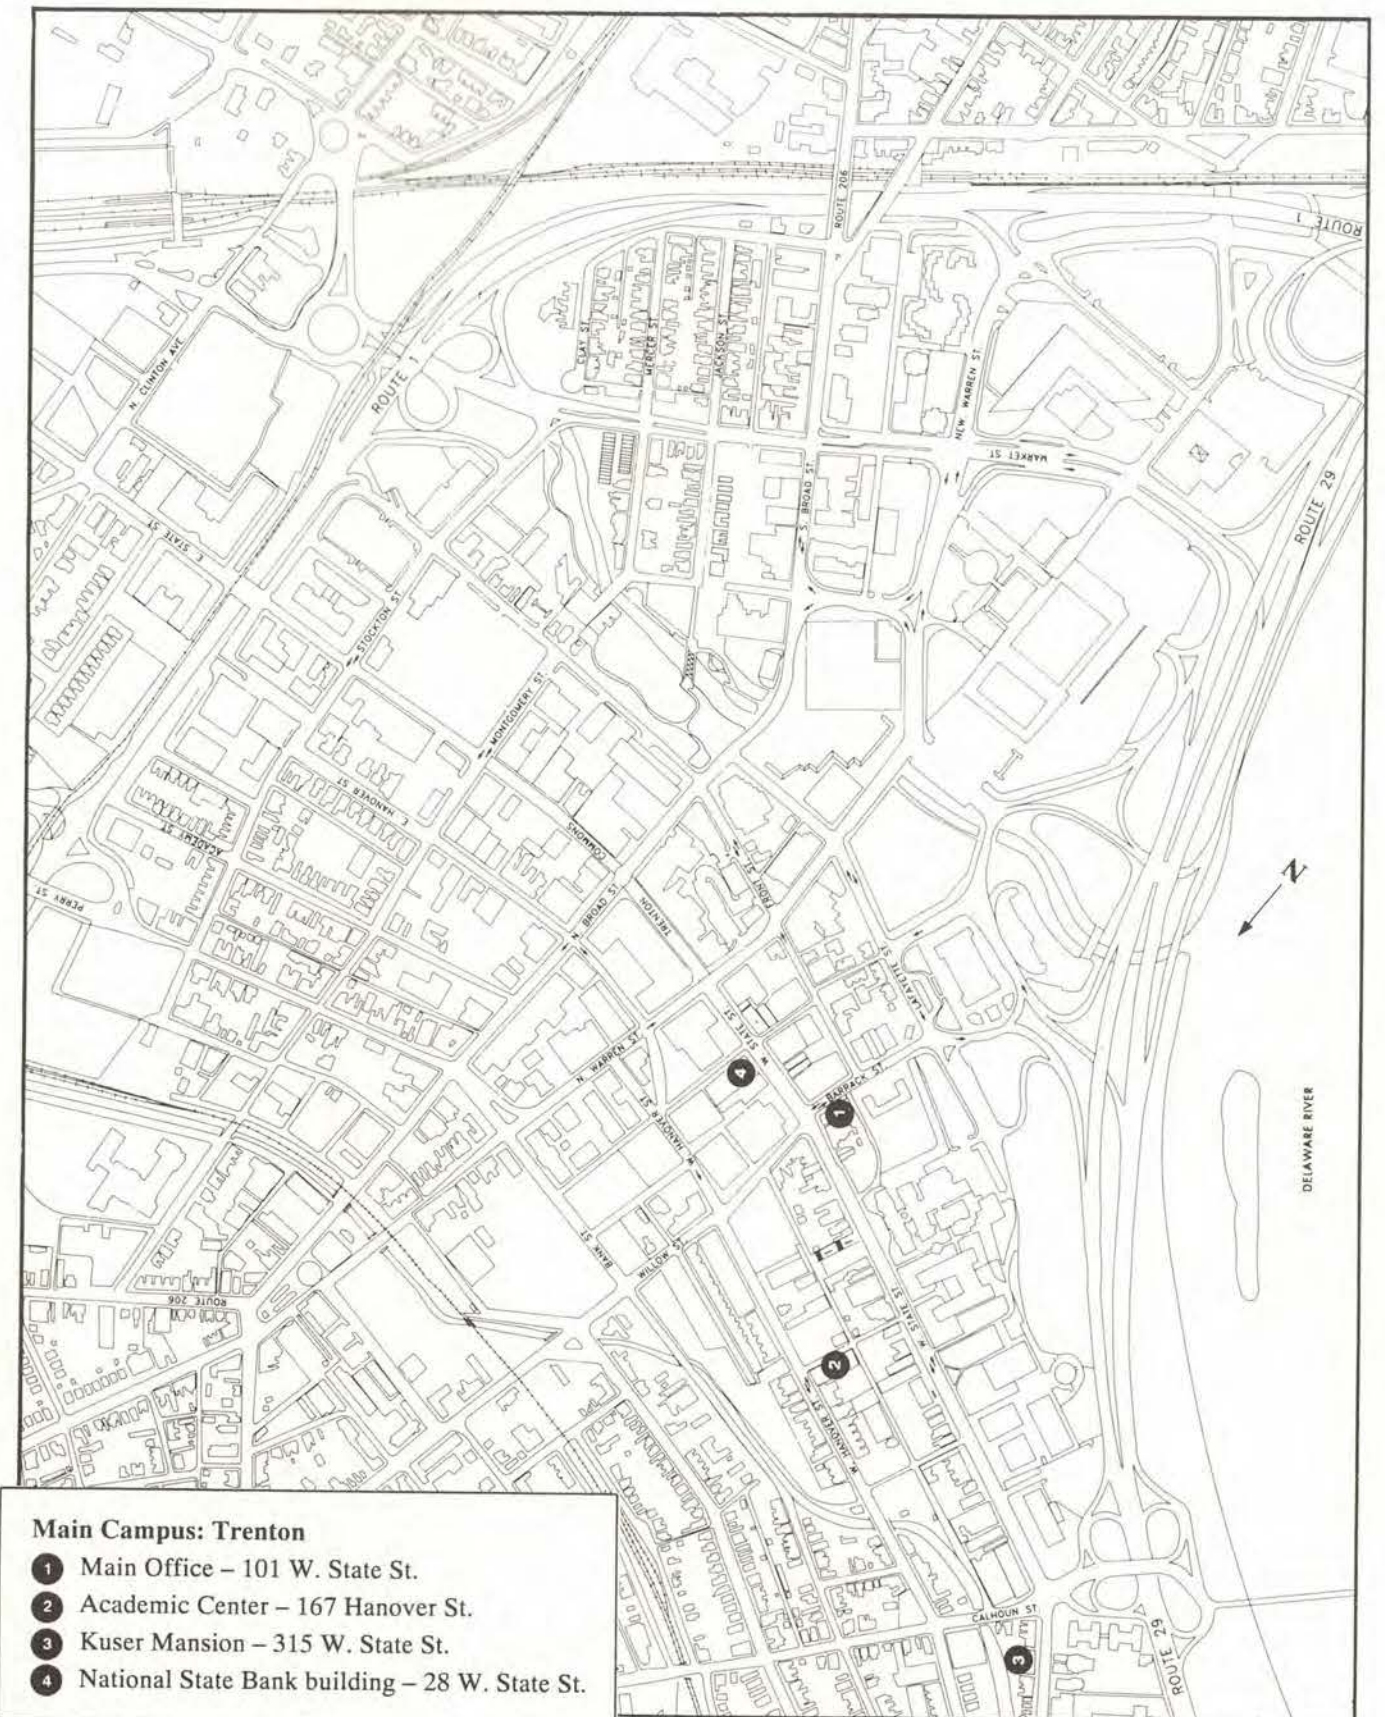 ROUTE 206
ROUTE 1
CLAY ST.
MERCER ST.
JACKSON ST.
N. CLINTON AVE.
ROUTE 1
NEW WARREN ST.
MARKET ST.
ROUTE 29
S. BROAD ST.
E. STATE ST.
STOCKTON ST.
MONTGOMERY ST.
E. HANOVER ST.
ACADEMY ST.
PERRY ST.
COMMONS
TRENTON
N. BROAD ST.
FRONT ST.
N
LAFAYETTE ST.
W. STATE ST.
N. WARREN ST.
4
BARRACK ST.
1
W. HANOVER ST.
W. HANOVER
DELAWARE RIVER
BANK ST.
WILLOW ST.
ROUTE 206
W. STATE ST.
2
W. HANOVER ST.
CALHOUN ST.
3
ROUTE 29
Main Campus: Trenton
1 Main Office – 101 W. State St.
2 Academic Center – 167 Hanover St.
3 Kuser Mansion – 315 W. State St.
4 National State Bank building – 28 W. State St.